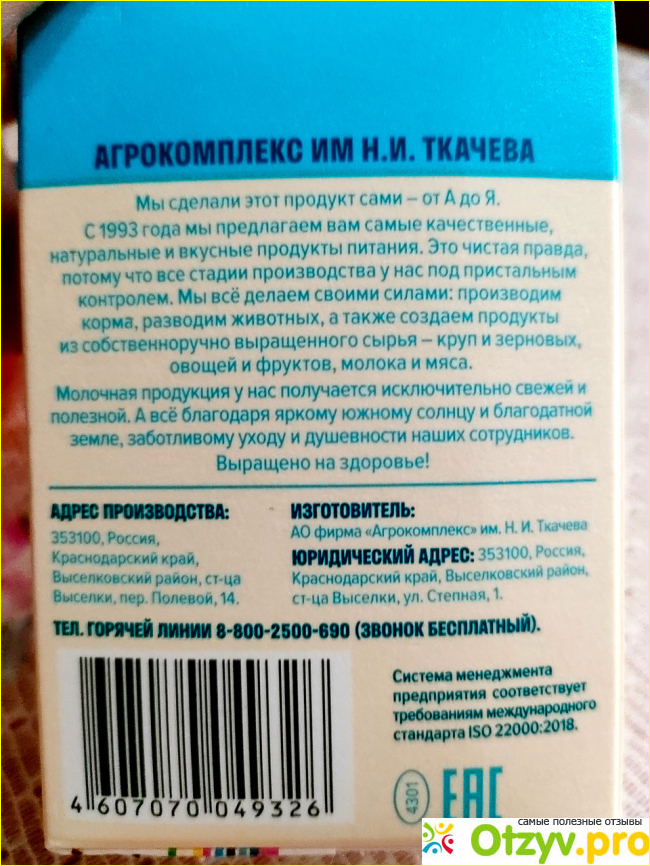 АГРОКОМПЛЕКС ИМ Н.И. ТКАЧЕВА
Мы сделали этот продукт сами – от А до Я.
С 1993 года мы предлагаем вам самые качественные,
натуральные и вкусные продукты питания. Это чистая правда,
потому что все стадии производства у нас под пристальным
контролем. Мы всё делаем своими силами: производим
корма, разводим животных, а также создаем продукты
из собственноручно выращенного сырья – круп и зерновых,
овощей и фруктов, молока и мяса.
Молочная продукция у нас получается исключительно свежей и
полезной. А всё благодаря яркому южному солнцу и благодатной
земле, заботливому уходу и душевности наших сотрудников.
Выращено на здоровье!
АДРЕС ПРОИЗВОДСТВА:
353100, Россия,
Краснодарский край,
Выселковский район, ст-ца
Выселки, пер. Полевой, 14.
ИЗГОТОВИТЕЛЬ:
АО фирма «Агрокомплекс» им. Н. И. Ткачева
ЮРИДИЧЕСКИЙ АДРЕС: 353100, Россия,
Краснодарский край, Выселковский район,
ст-ца Выселки, ул. Степная, 1.
ТЕЛ. ГОРЯЧЕЙ ЛИНИИ 8-800-2500-690 (ЗВОНОК БЕСПЛАТНЫЙ).
4 607070 049326
Система менеджмента
предприятия соответствует
требованиям международного
стандарта ISO 22000:2018.
4301
EAC
самые полезные отзывы
Otzyv.pro